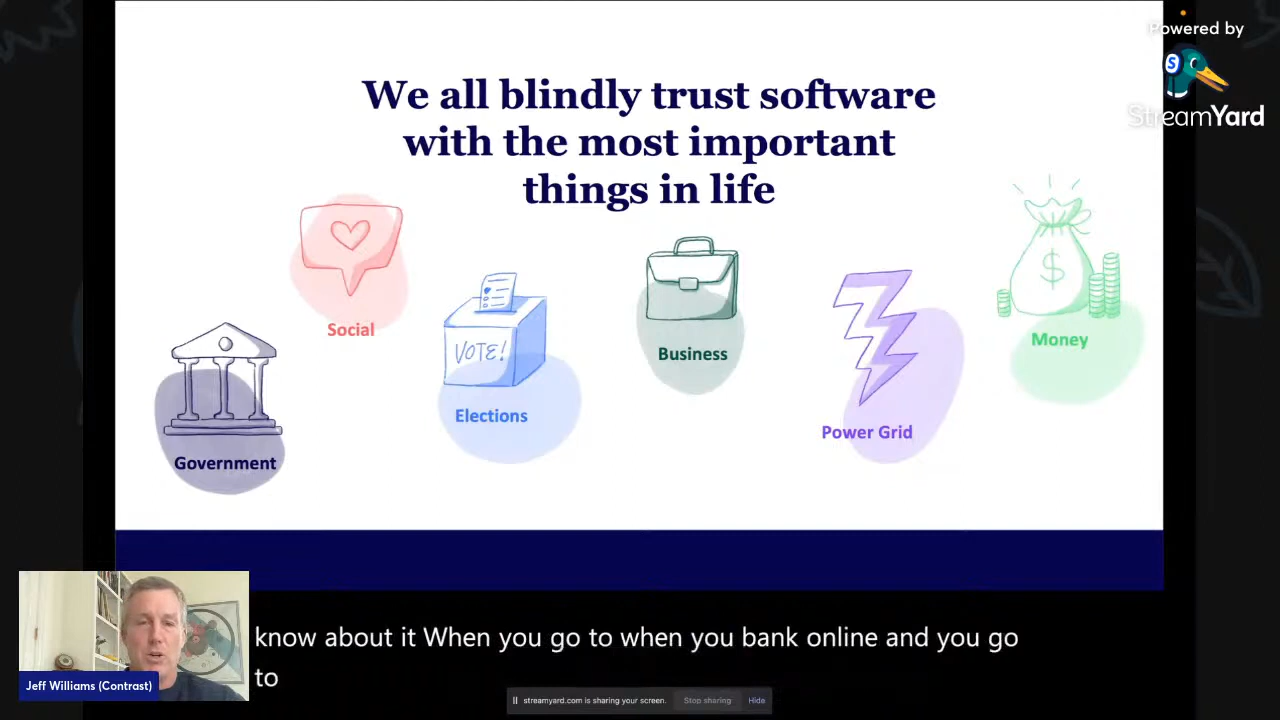 Powered by
StreamYard
We all blindly trust software
with the most important
things in life
$
Social
VOTE!
Business
Money
Elections
Power Grid
Government
know about it When you go to when you bank online and you go
to
Jeff Williams (Contrast)
streamyard.com is sharing your screen.
Stop sharing
Hide